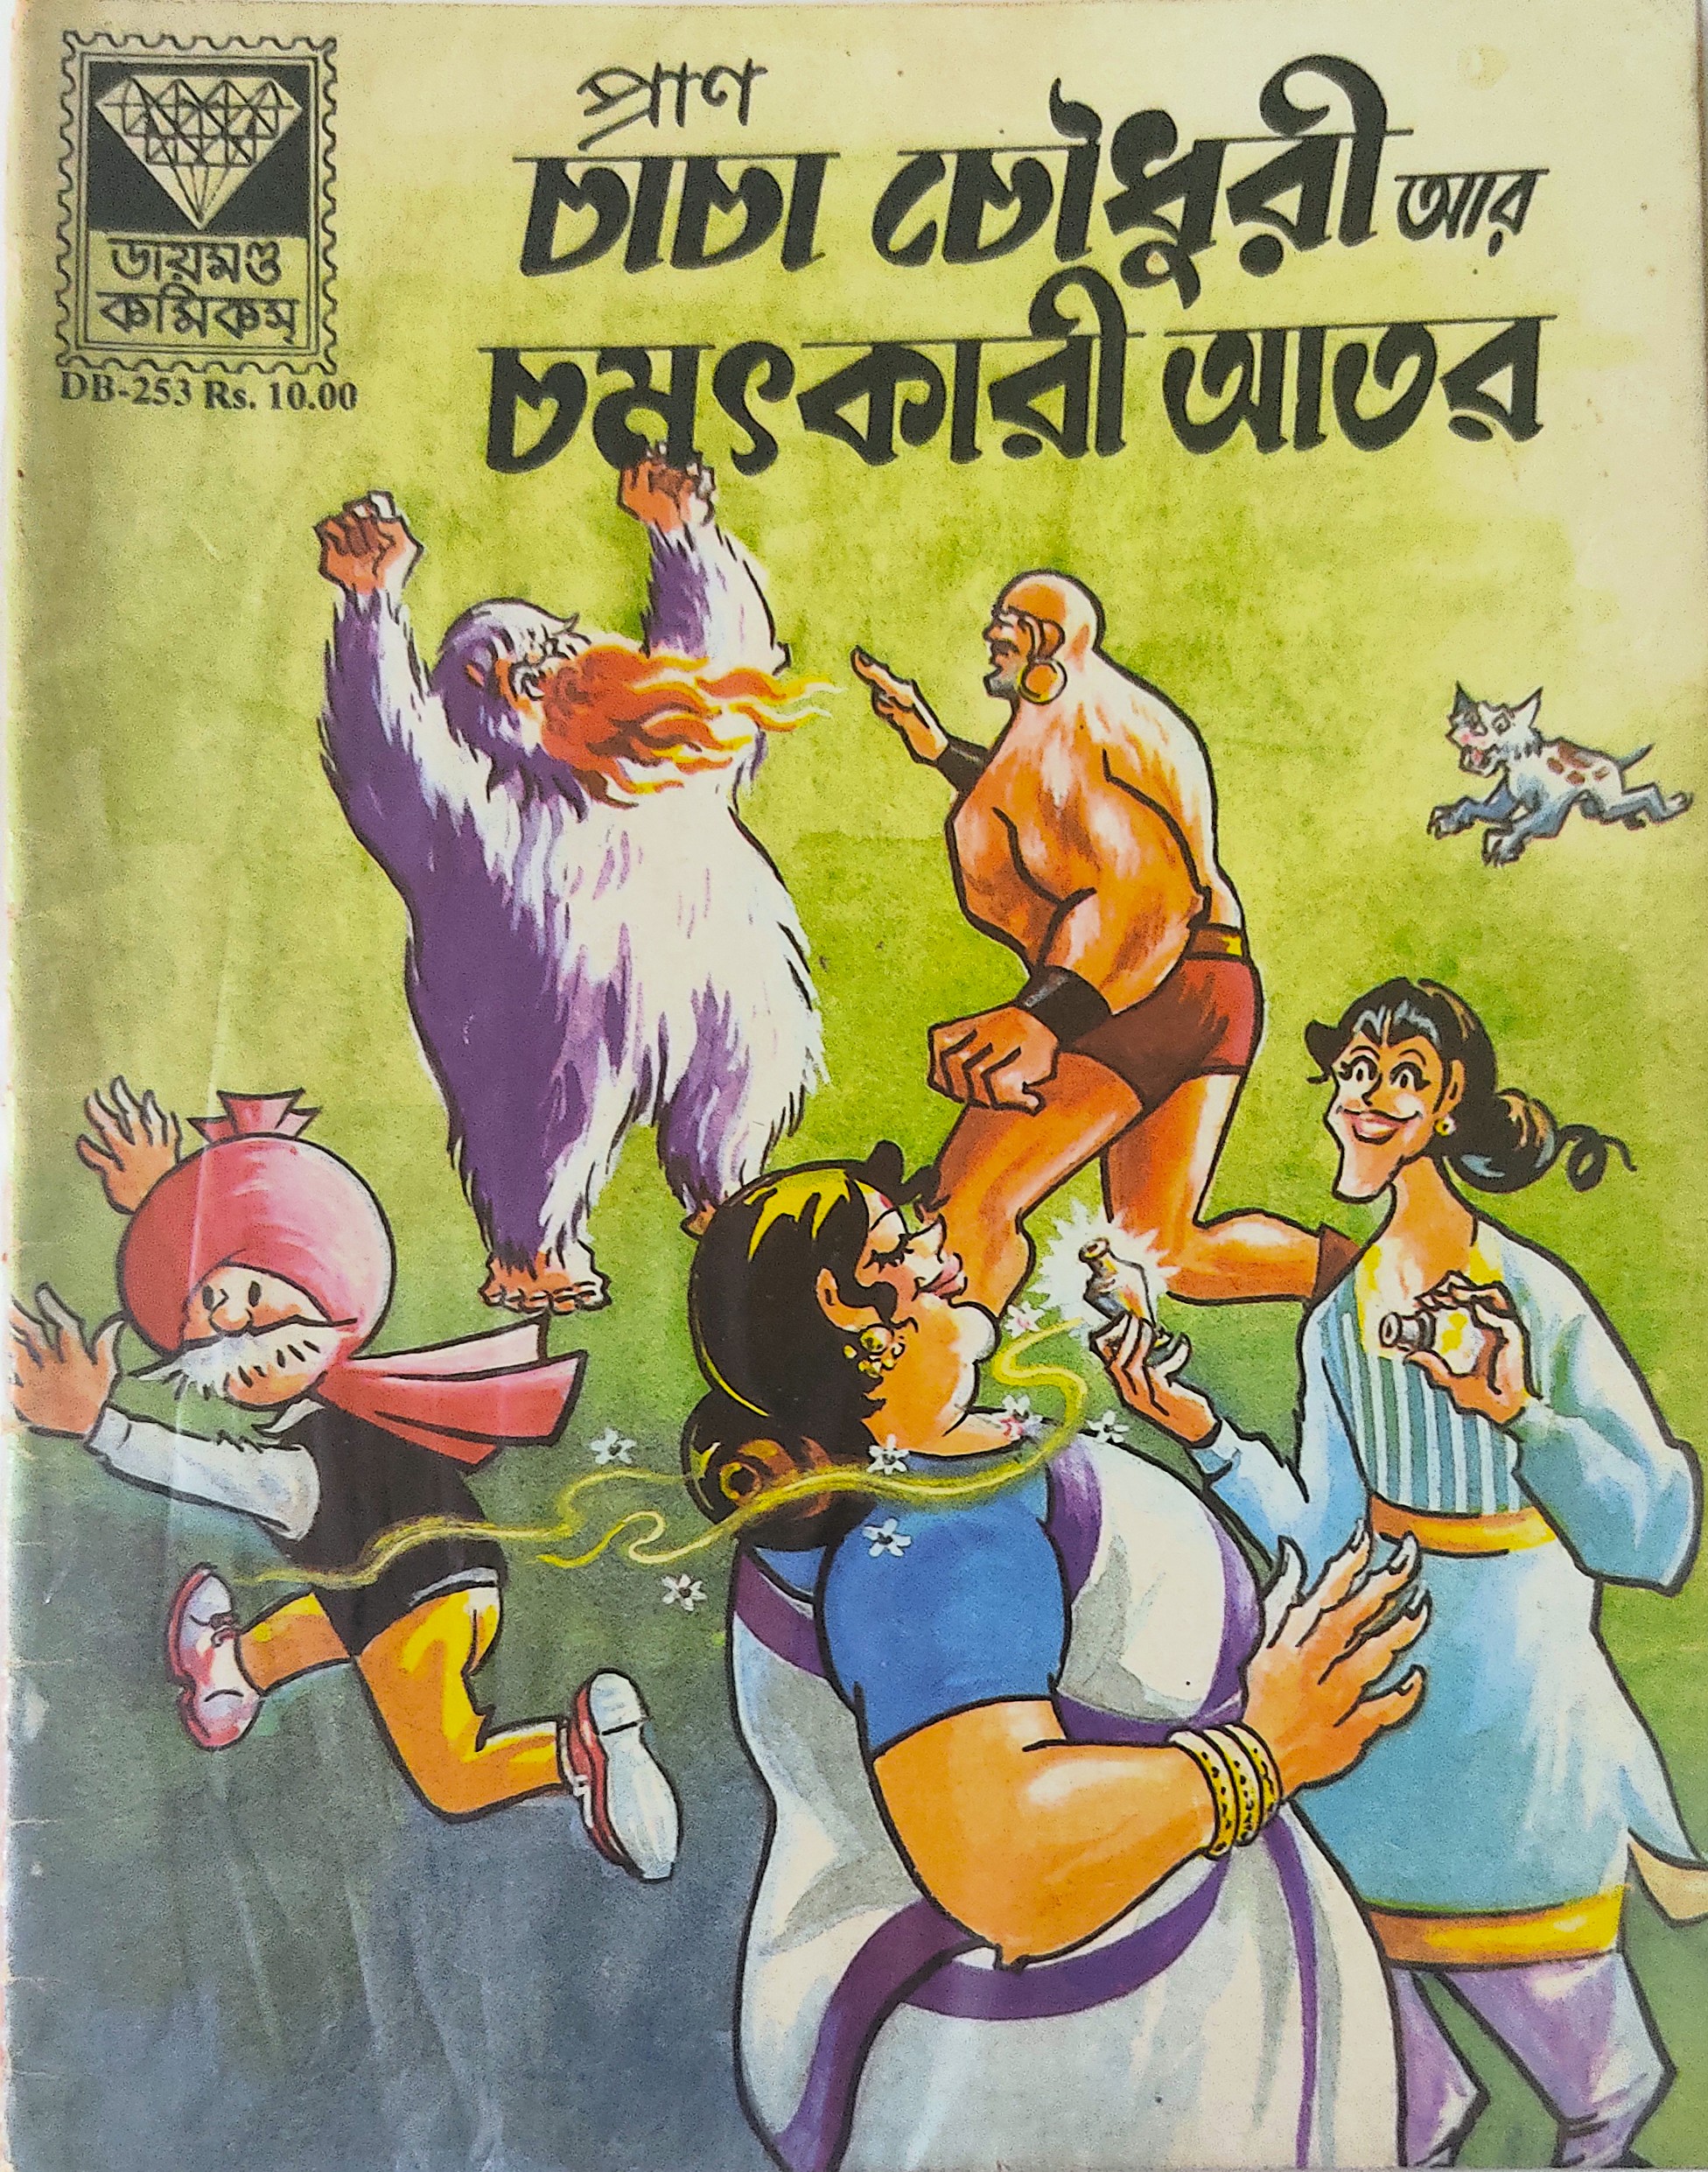 ডায়মণ্ড
কমিকস্
DB-253 Rs. 10.00
প্রাণ
চাচা চৌধুরী আর
চমৎকারী আতর